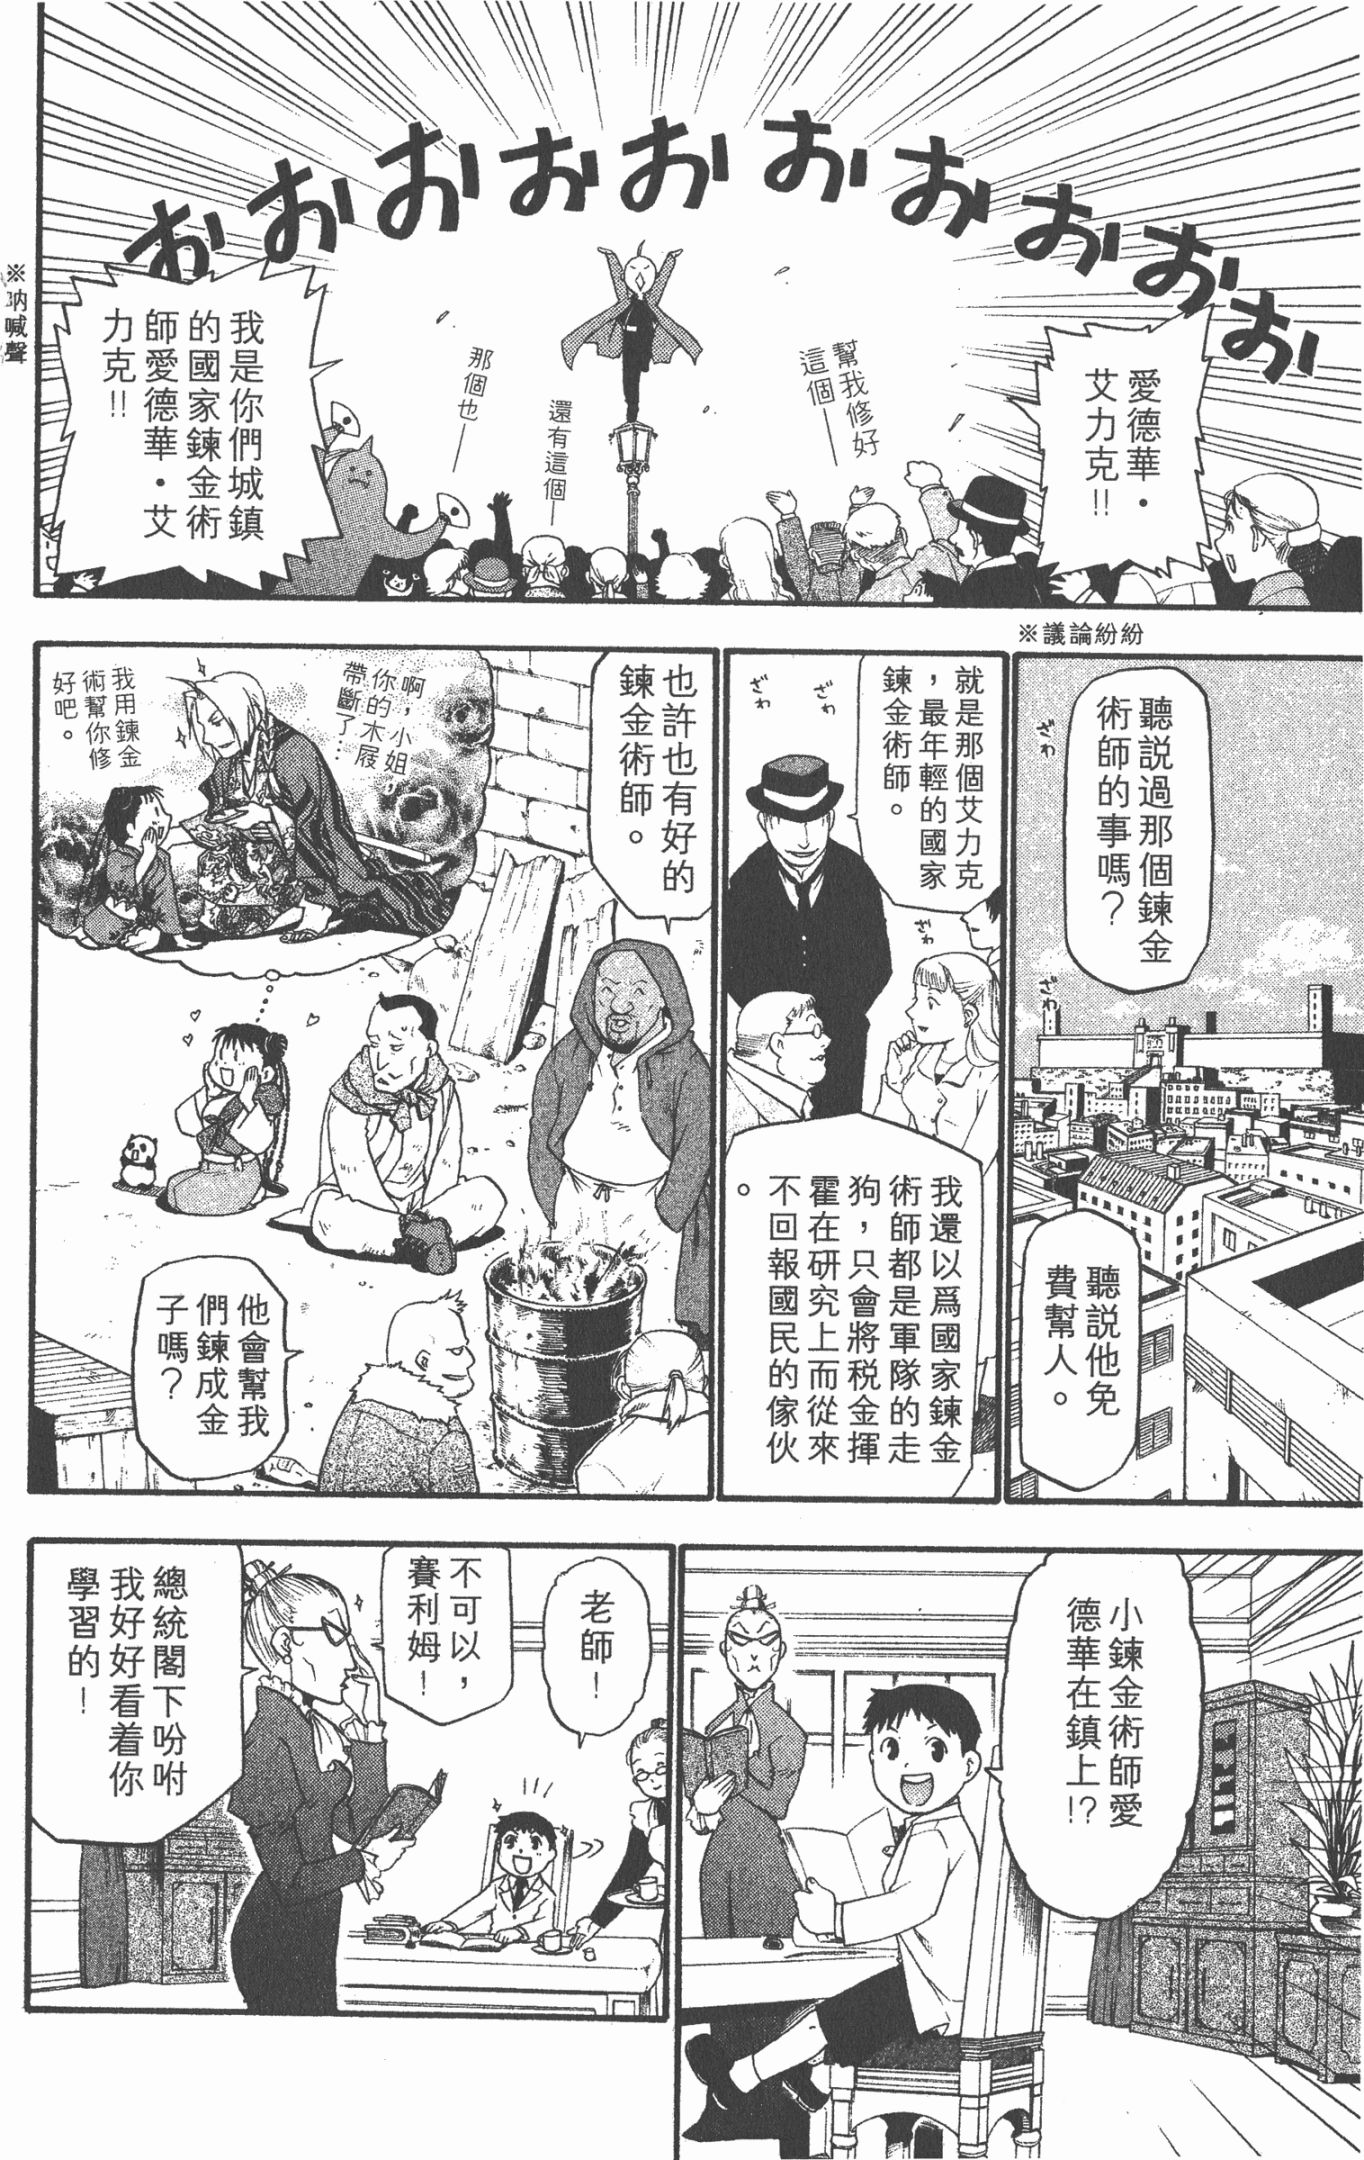 おおおおおおおおおお
愛德華・
艾力克!!
幫我修好
這個─
還有這個─
那個也─
我是你們城鎮
的國家鍊金術
師愛德華・艾
力克!!
※吶喊聲
※議論紛紛
聽說過那個鍊金
術師的事嗎？
ざわ
ざわ
聽說他免
費幫人。
就是那個艾力克
，最年輕的國家
鍊金術師。
ざわ
ざわ
ざわ
ざわ
我還以爲國家鍊金
術師都是軍隊的走
狗，只會將税金揮
霍在研究上而從來
不回報國民的傢伙
。
也許也有好的
鍊金術師。
啊，小姐，
你的木屐
帶斷了…
我用鍊金
術幫你修
好吧。
他會幫我
們鍊成金
子嗎？
小鍊金術師愛
德華在鎮上!?
老師！
不可以，
賽利姆！
總統閣下吩咐
我好好看着你
學習的！